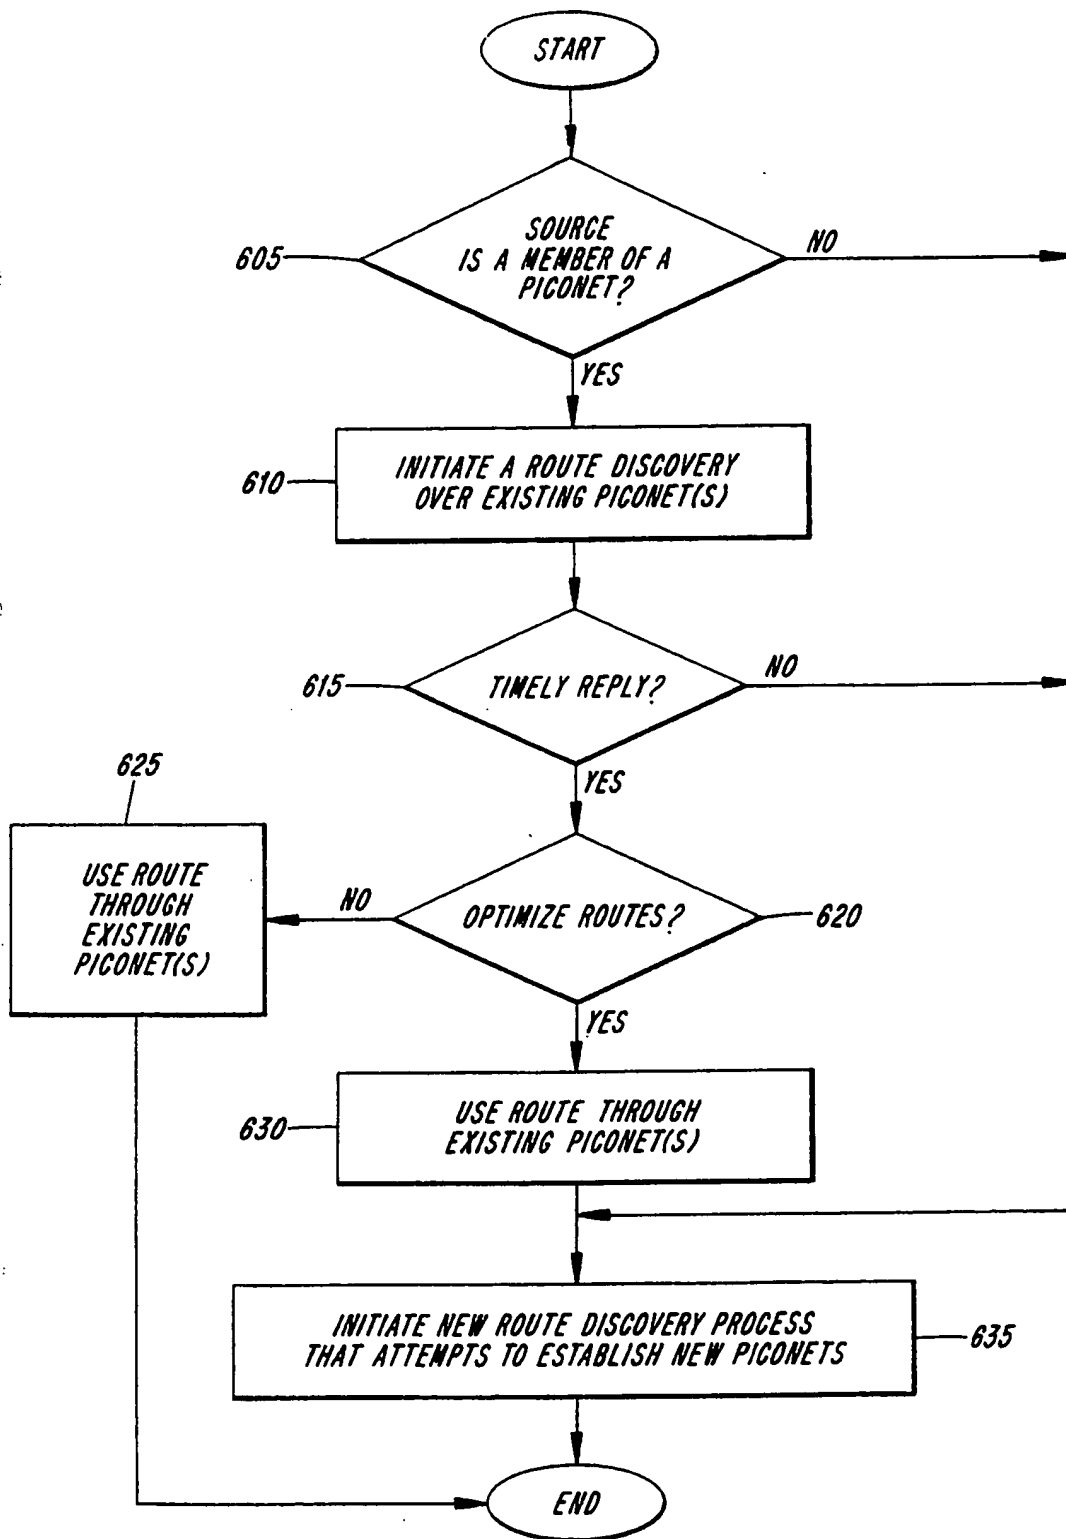 START
SOURCE
IS A MEMBER OF A
PICONET?
605
NO
YES
INITIATE A ROUTE DISCOVERY
OVER EXISTING PICONET(S)
610
TIMELY REPLY?
615
NO
YES
625
USE ROUTE
THROUGH
EXISTING
PICONET(S)
NO
OPTIMIZE ROUTES?
620
YES
USE ROUTE THROUGH
EXISTING PICONET(S)
630
INITIATE NEW ROUTE DISCOVERY PROCESS
THAT ATTEMPTS TO ESTABLISH NEW PICONETS
635
END